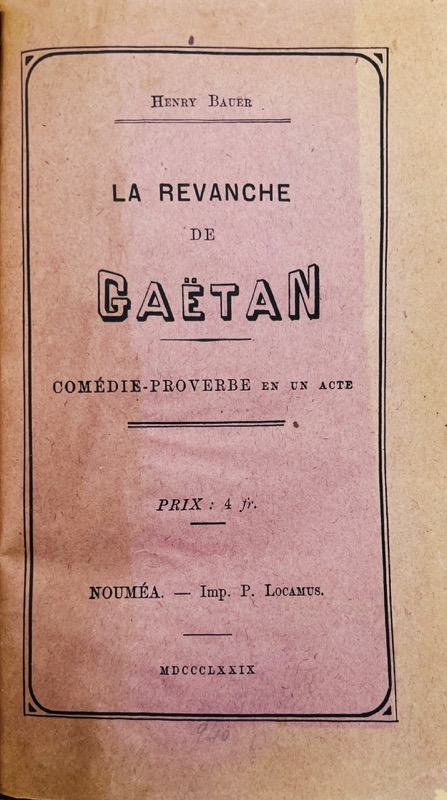 HENRY BAUER
LA REVANCHE
DE
GAËTAN
COMÉDIE-PROVERBE EN UN ACTE
PRIX : 4 fr.
NOUMÉA. — Imp. P. LOCAMUS.
MDCCCLXXIX